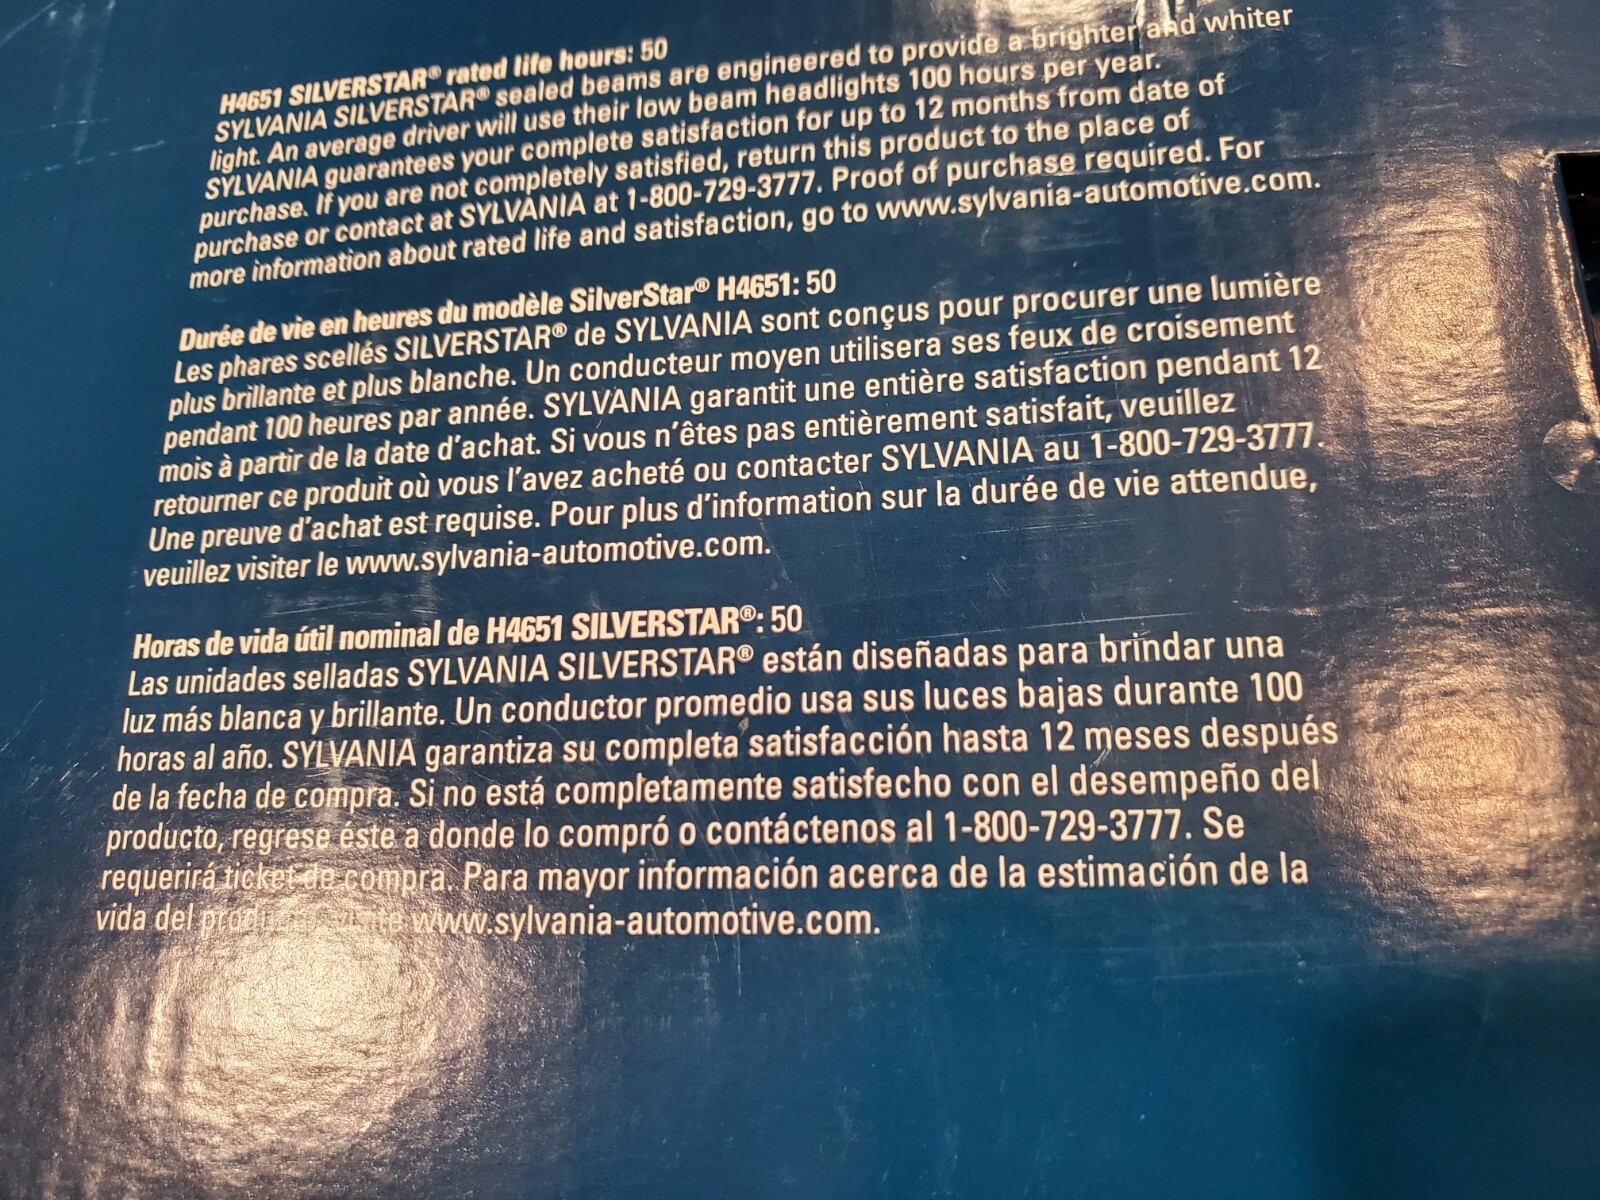 H4651 SILVERSTAR® rated life hours: 50
SYLVANIA SILVERSTAR® sealed beams are engineered to provide a brighter and whiter
light. An average driver will use their low beam headlights 100 hours per year.
SYLVANIA guarantees your complete satisfaction for up to 12 months from date of
purchase. If you are not completely satisfied, return this product to the place of
purchase or contact at SYLVANIA at 1-800-729-3777. Proof of purchase required. For
more information about rated life and satisfaction, go to www.sylvania-automotive.com.
Durée de vie en heures du modèle SilverStar® H4651: 50
Les phares scellés SILVERSTAR® de SYLVANIA sont conçus pour procurer une lumière
plus brillante et plus blanche. Un conducteur moyen utilisera ses feux de croisement
pendant 100 heures par année. SYLVANIA garantit une entière satisfaction pendant 12
mois à partir de la date d'achat. Si vous n'êtes pas entièrement satisfait, veuillez
retourner ce produit où vous l'avez acheté ou contacter SYLVANIA au 1-800-729-3777.
Une preuve d'achat est requise. Pour plus d'information sur la durée de vie attendue,
veuillez visiter le www.sylvania-automotive.com.
Horas de vida útil nominal de H4651 SILVERSTAR®: 50
Las unidades selladas SYLVANIA SILVERSTAR® están diseñadas para brindar una
luz más blanca y brillante. Un conductor promedio usa sus luces bajas durante 100
horas al año. SYLVANIA garantiza su completa satisfacción hasta 12 meses después
de la fecha de compra. Si no está completamente satisfecho con el desempeño del
producto, regrese éste a donde lo compró o contáctenos al 1-800-729-3777. Se
requerirá ticket de compra. Para mayor información acerca de la estimación de la
vida del www.sylvania-automotive.com.